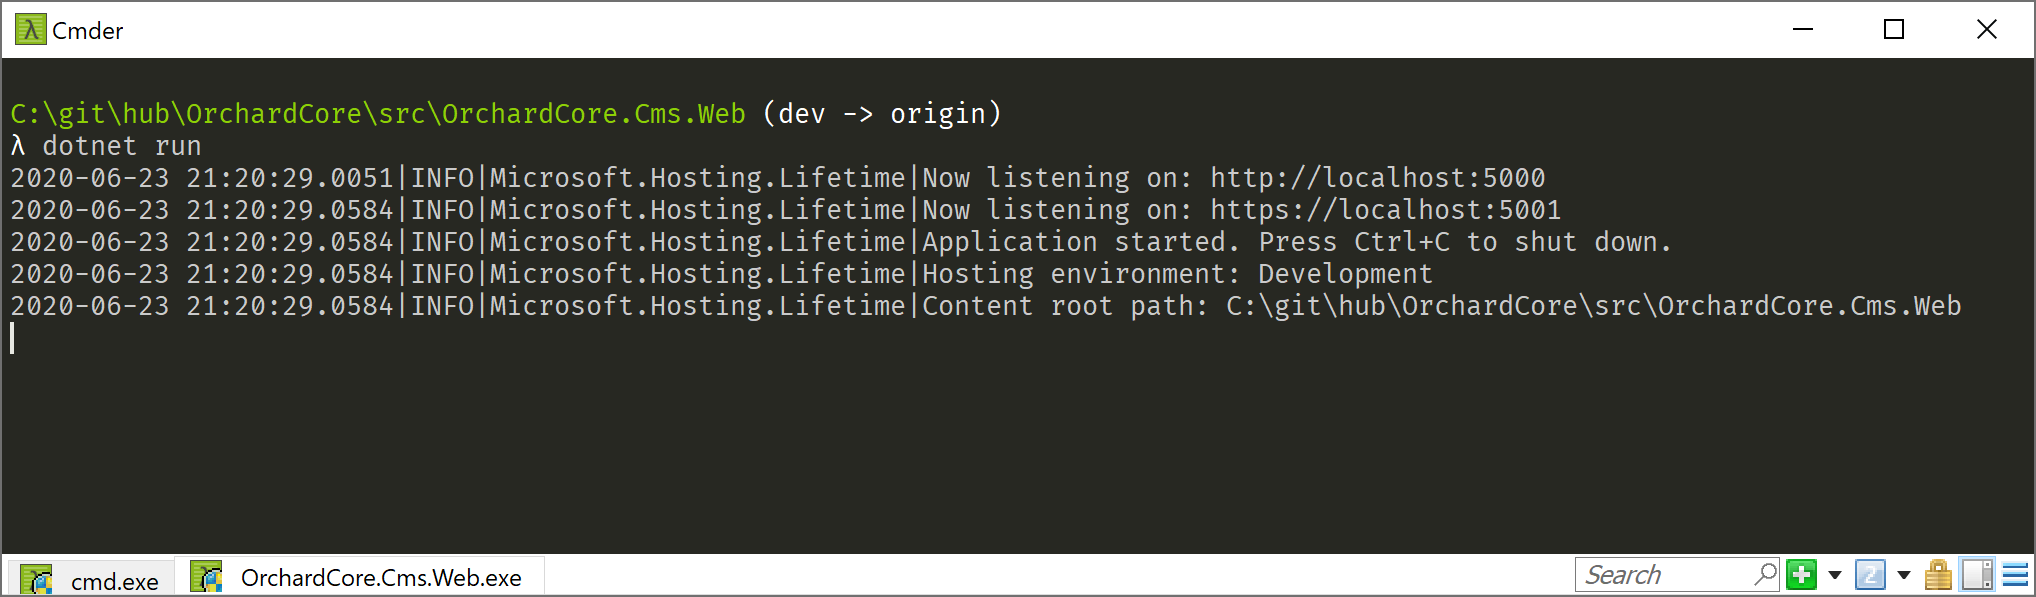 Cmder
C:\git\hub\OrchardCore\src\OrchardCore.Cms.Web (dev -> origin)
λ dotnet run
2020-06-23 21:20:29.0051|INFO|Microsoft.Hosting.Lifetime|Now listening on: http://localhost:5000
2020-06-23 21:20:29.0584|INFO|Microsoft.Hosting.Lifetime|Now listening on: https://localhost:5001
2020-06-23 21:20:29.0584|INFO|Microsoft.Hosting.Lifetime|Application started. Press Ctrl+C to shut down.
2020-06-23 21:20:29.0584|INFO|Microsoft.Hosting.Lifetime|Hosting environment: Development
2020-06-23 21:20:29.0584|INFO|Microsoft.Hosting.Lifetime|Content root path: C:\git\hub\OrchardCore\src\OrchardCore.Cms.Web
cmd.exe OrchardCore.Cms.Web.exe Search 2